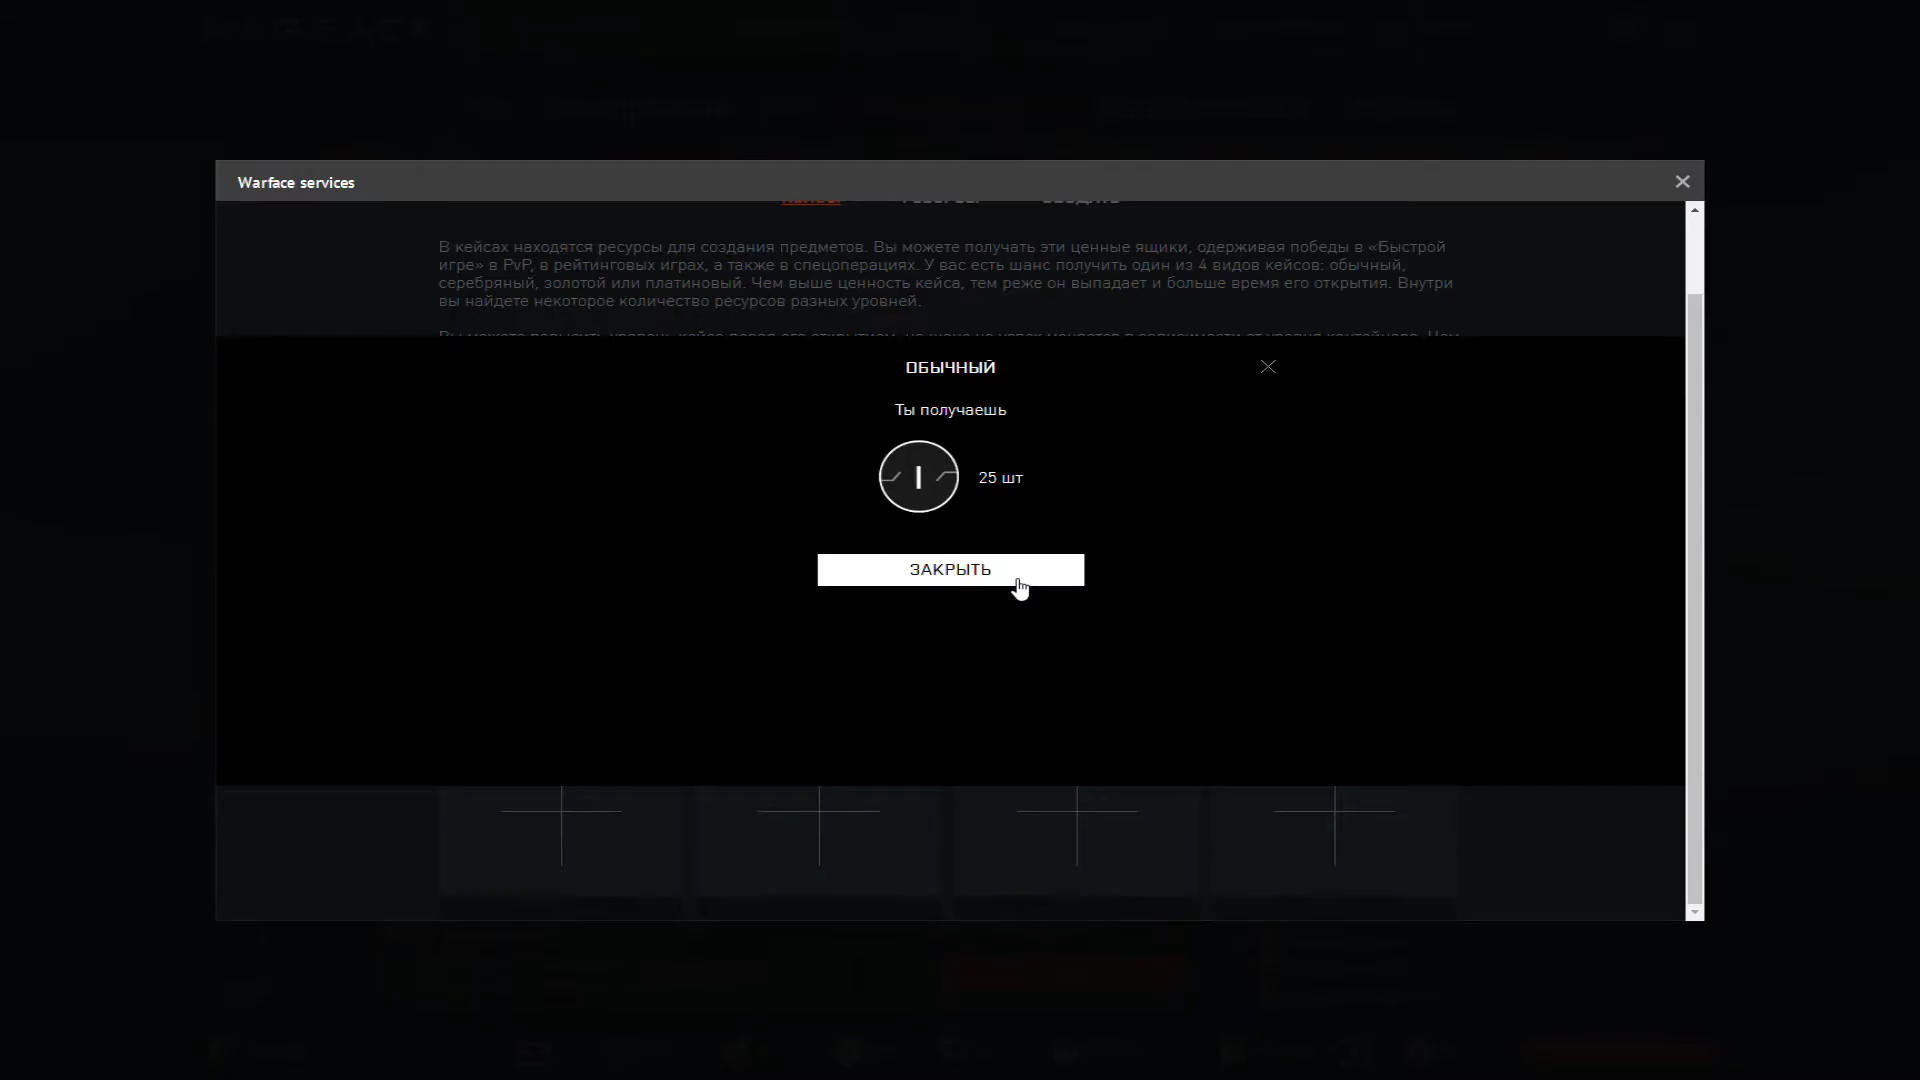 Warface services
В кейсах находятся ресурсы для создания предметов. Вы можете получать эти ценные ящики, одерживая победы в «Быстрой
игре» в PvP, в рейтинговых играх, а также в спецоперациях. У вас есть шанс получить один из 4 видов кейсов: обычный,
серебряный, золотой или платиновый. Чем выше ценность кейса, тем реже он выпадает и больше время его открытия. Внутри
вы найдете некоторое количество ресурсов разных уровней.
ОБЫЧНЫЙ
Ты получаешь
I
25 шт
ЗАКРЫТЬ